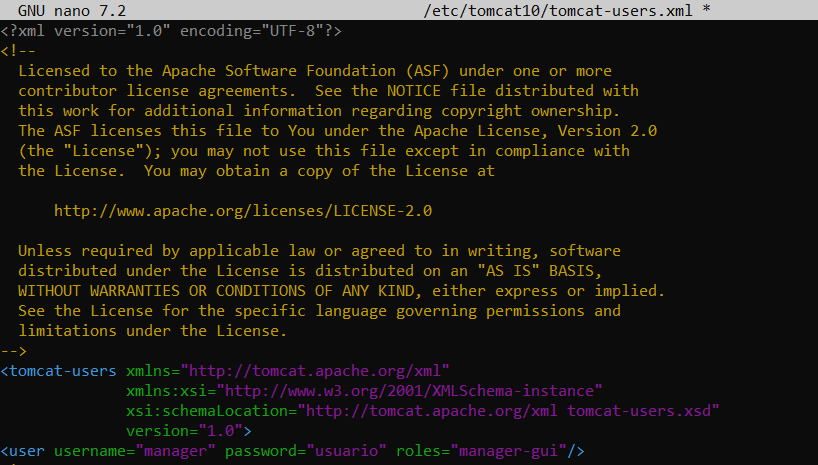 GNU nano 7.2 /etc/tomcat10/tomcat-users.xml *
<?xml version="1.0" encoding="UTF-8"?>
<!--
Licensed to the Apache Software Foundation (ASF) under one or more
contributor license agreements. See the NOTICE file distributed with
this work for additional information regarding copyright ownership.
The ASF licenses this file to You under the Apache License, Version 2.0
(the "License"); you may not use this file except in compliance with
the License. You may obtain a copy of the License at
http://www.apache.org/licenses/LICENSE-2.0
Unless required by applicable law or agreed to in writing, software
distributed under the License is distributed on an "AS IS" BASIS,
WITHOUT WARRANTIES OR CONDITIONS OF ANY KIND, either express or implied.
See the License for the specific language governing permissions and
limitations under the License.
-->
<tomcat-users xmlns="http://tomcat.apache.org/xml"
xmlns:xsi="http://www.w3.org/2001/XMLSchema-instance"
xsi:schemaLocation="http://tomcat.apache.org/xml tomcat-users.xsd"
version="1.0">
<user username="manager" password="usuario" roles="manager-gui"/>